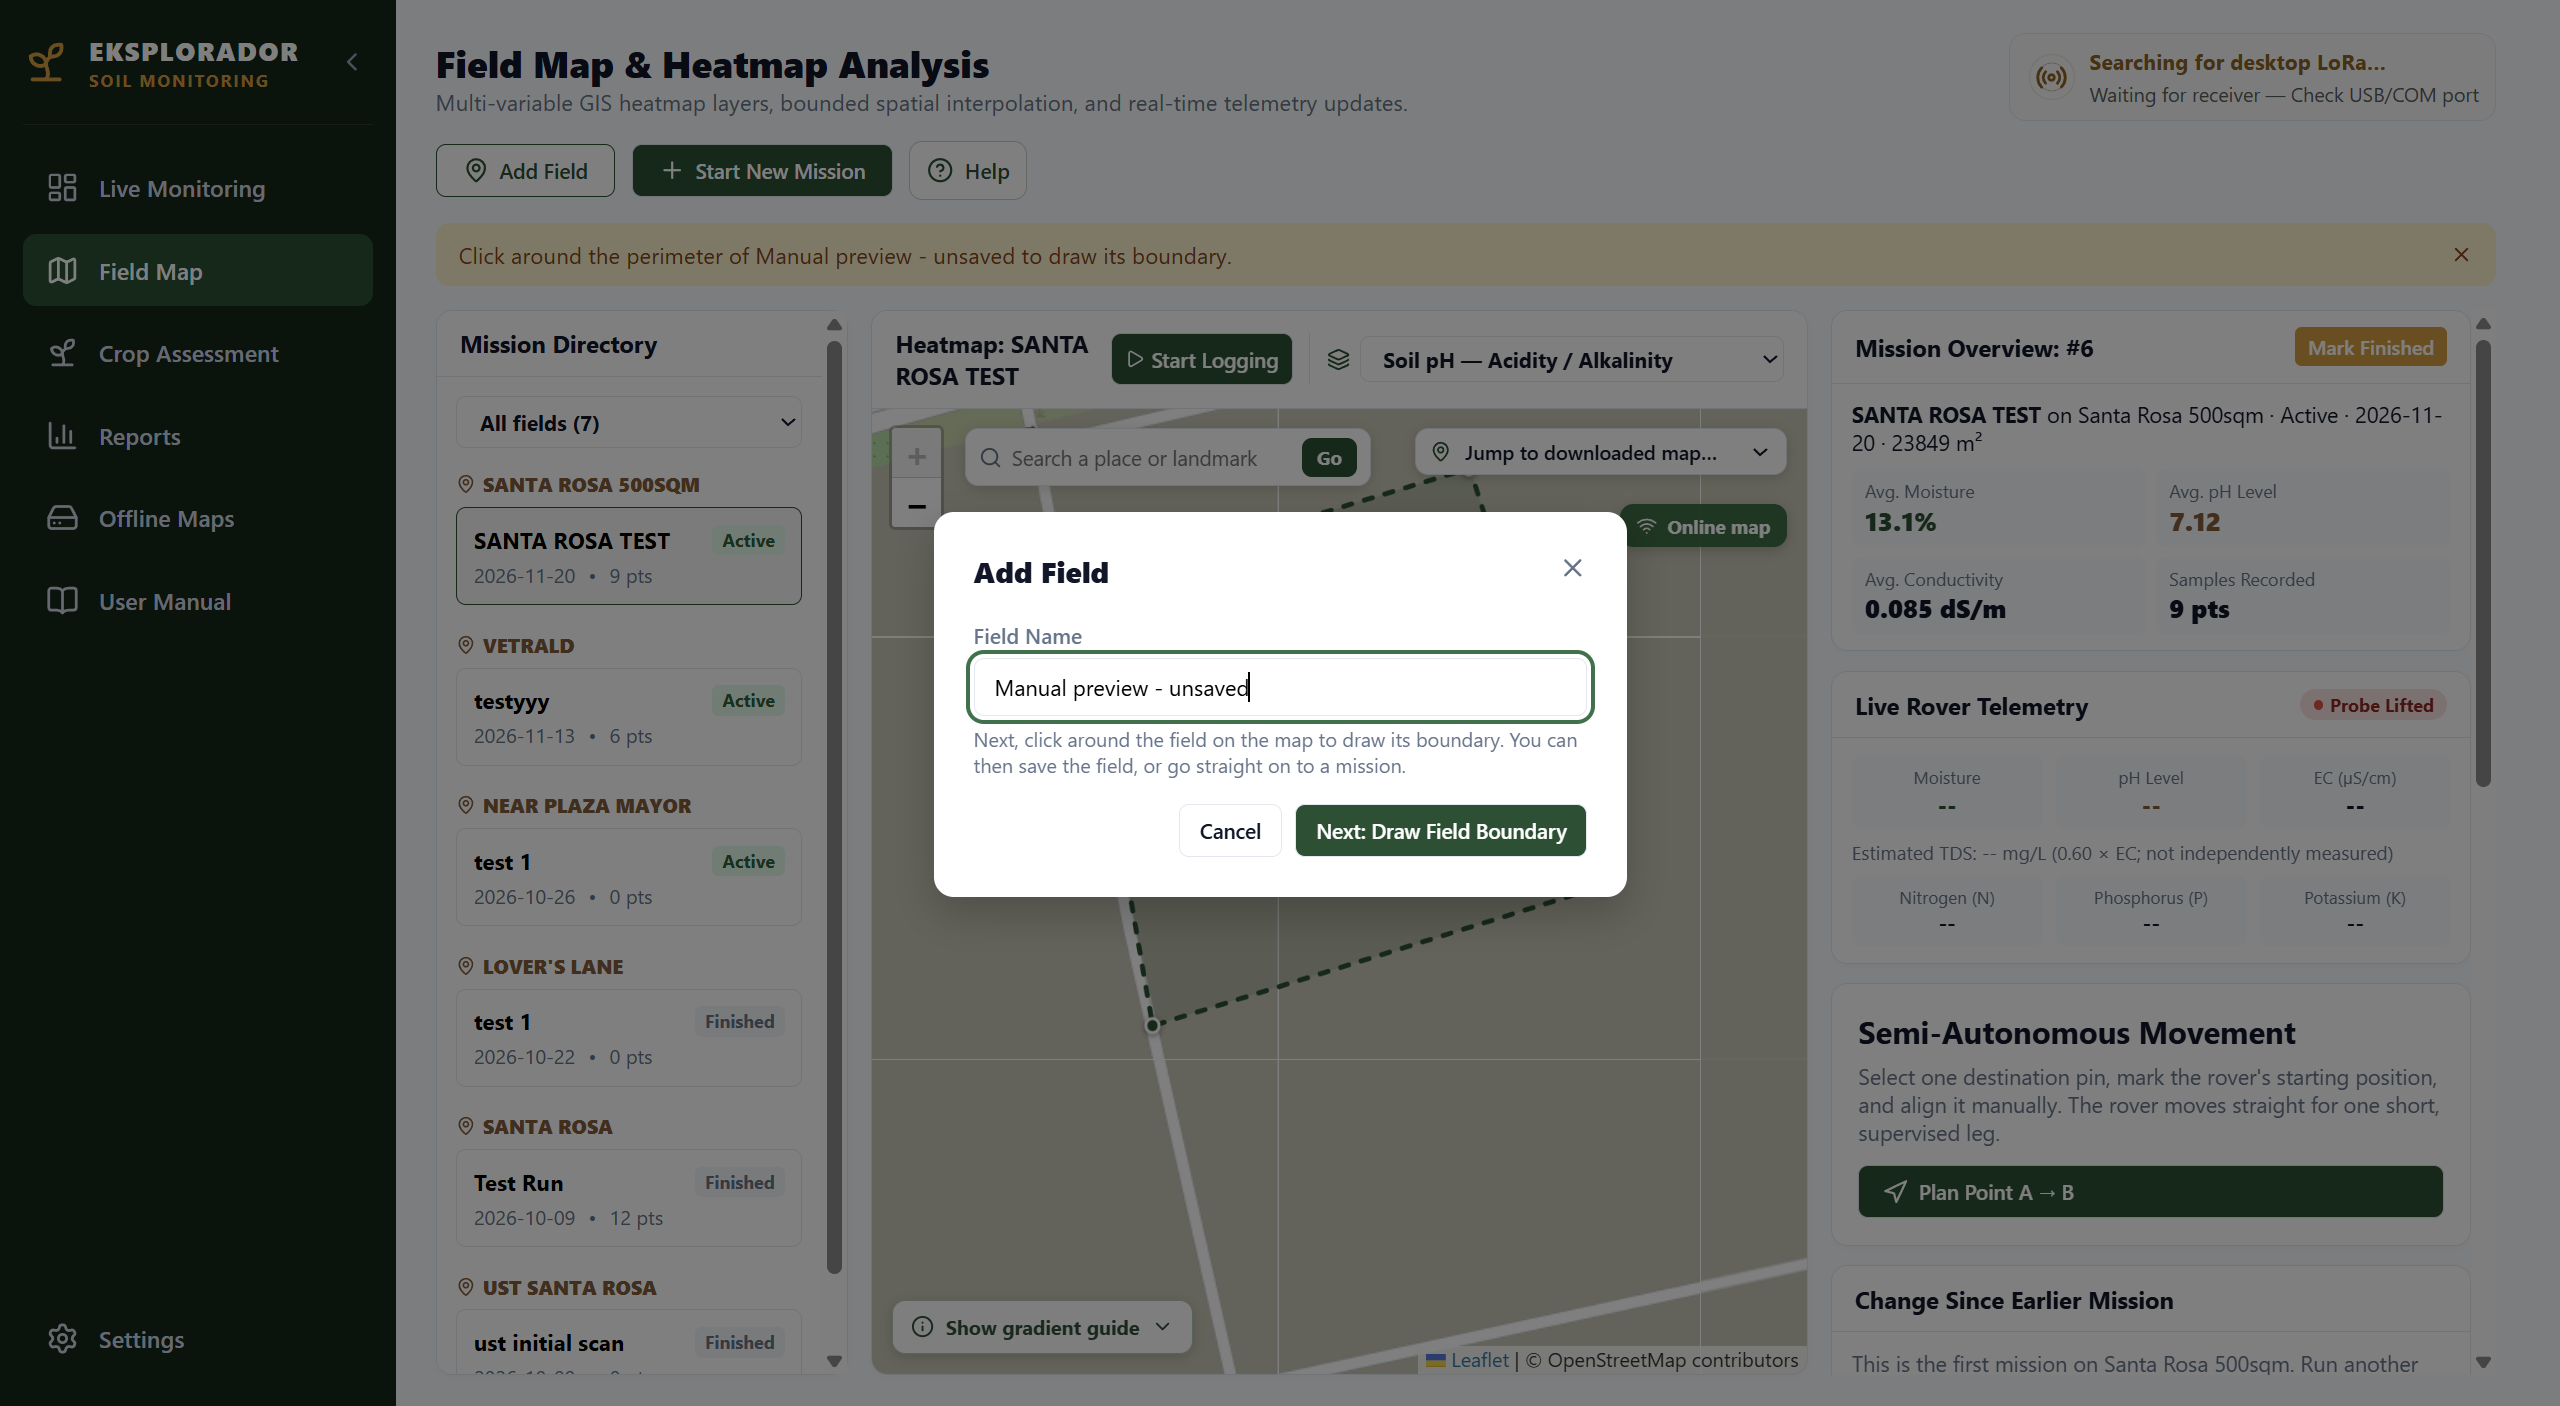 EKSPLORADOR
SOIL MONITORING
Live Monitoring
Field Map
Crop Assessment
Reports
Offline Maps
User Manual
Settings
Field Map & Heatmap Analysis
Multi-variable GIS heatmap layers, bounded spatial interpolation, and real-time telemetry updates.
Searching for desktop LoRa...
Waiting for receiver — Check USB/COM port
Add Field
Start New Mission
Help
Click around the perimeter of Manual preview - unsaved to draw its boundary.
Mission Directory
All fields (7)
SANTA ROSA 500SQM
SANTA ROSA TEST
Active
2026-11-20 • 9 pts
VETRALD
testyyy
Active
2026-11-13 • 6 pts
NEAR PLAZA MAYOR
test 1
Active
2026-10-26 • 0 pts
LOVER'S LANE
test 1
Finished
2026-10-22 • 0 pts
SANTA ROSA
Test Run
Finished
2026-10-09 • 12 pts
UST SANTA ROSA
ust initial scan
Finished
Heatmap: SANTA
ROSA TEST
Start Logging
Soil pH — Acidity / Alkalinity
+
−
Search a place or landmark
Go
Jump to downloaded map...
Online map
Add Field
Field Name
Manual preview - unsaved
Next, click around the field on the map to draw its boundary. You can
then save the field, or go straight on to a mission.
Cancel
Next: Draw Field Boundary
Show gradient guide
Leaflet | © OpenStreetMap contributors
Mission Overview: #6
Mark Finished
SANTA ROSA TEST on Santa Rosa 500sqm · Active · 2026-11-
20 · 23849 m²
Avg. Moisture
13.1%
Avg. pH Level
7.12
Avg. Conductivity
0.085 dS/m
Samples Recorded
9 pts
Live Rover Telemetry
Probe Lifted
Moisture
--
pH Level
--
EC (µS/cm)
--
Estimated TDS: -- mg/L (0.60 × EC; not independently measured)
Nitrogen (N)
--
Phosphorus (P)
--
Potassium (K)
--
Semi-Autonomous Movement
Select one destination pin, mark the rover's starting position,
and align it manually. The rover moves straight for one short,
supervised leg.
Plan Point A → B
Change Since Earlier Mission
This is the first mission on Santa Rosa 500sqm. Run another